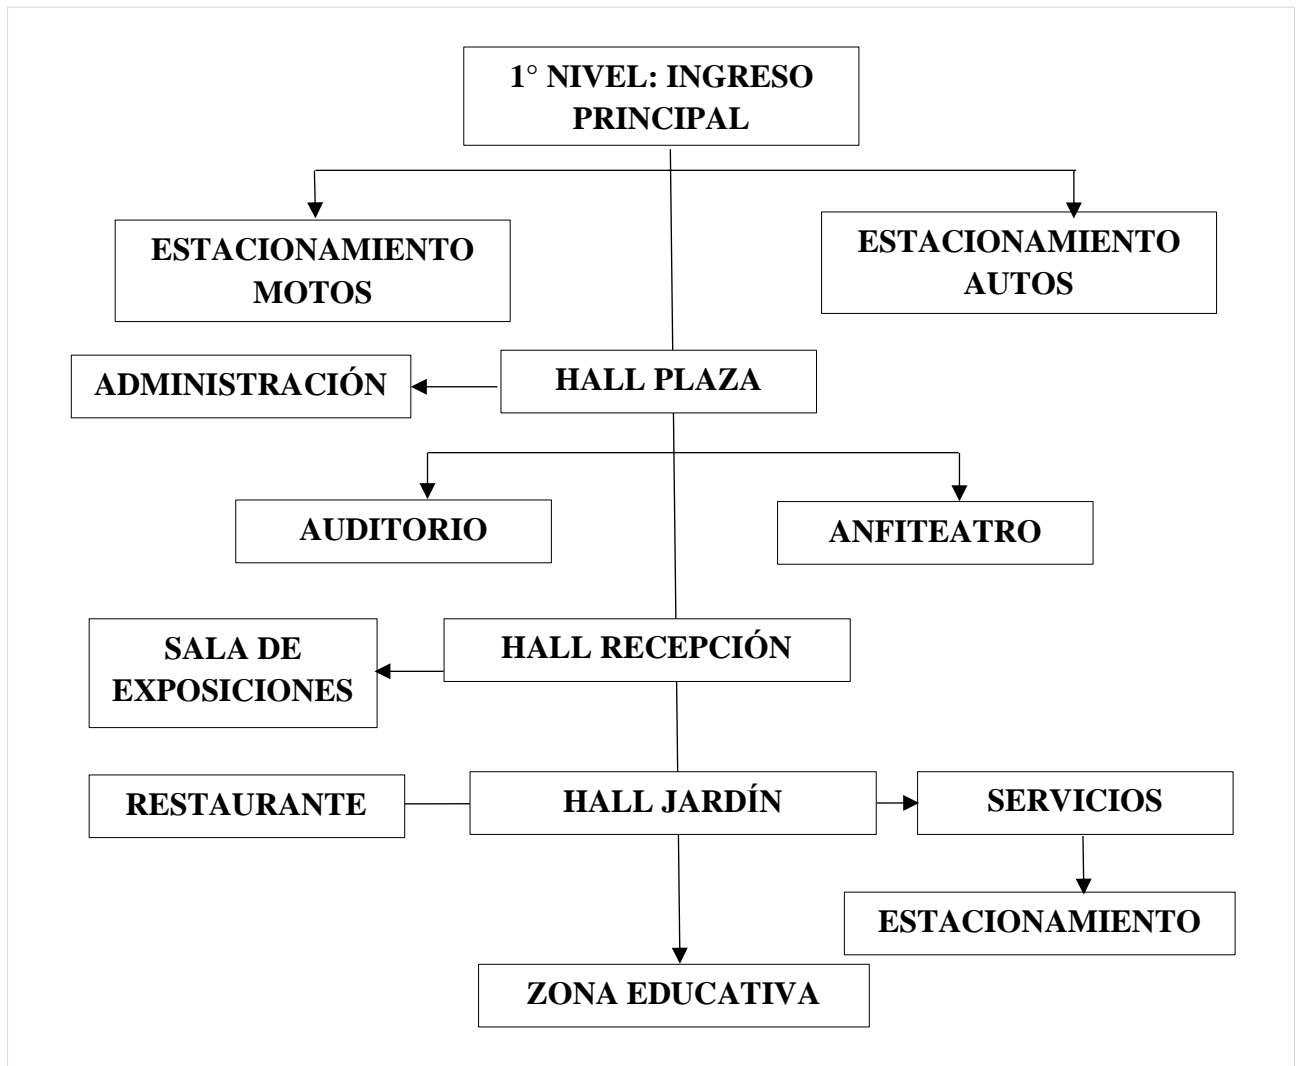 1° NIVEL: INGRESO
PRINCIPAL
ESTACIONAMIENTO
MOTOS
ESTACIONAMIENTO
AUTOS
ADMINISTRACIÓN
HALL PLAZA
AUDITORIO
ANFITEATRO
SALA DE
EXPOSICIONES
HALL RECEPCIÓN
RESTAURANTE
HALL JARDÍN
SERVICIOS
ESTACIONAMIENTO
ZONA EDUCATIVA